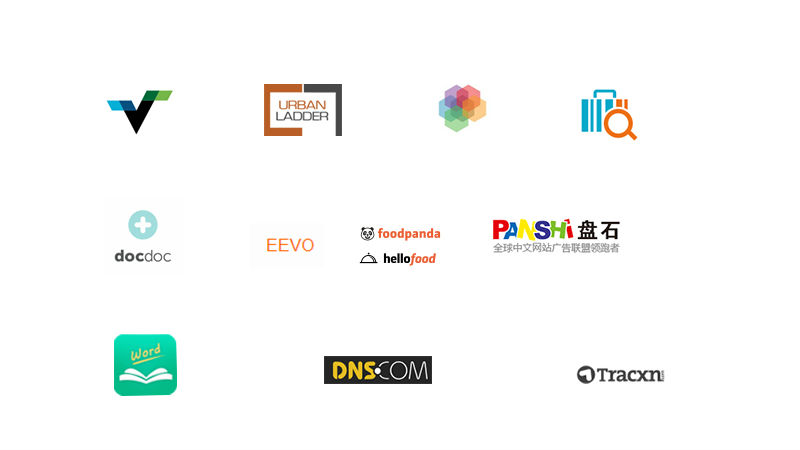 URBAN
LADDER
docdoc
EEVO
foodpanda
hellofood
PANSHi 盘石
全球中文网站广告联盟领跑者
Word
DNS.COM
Tracxn